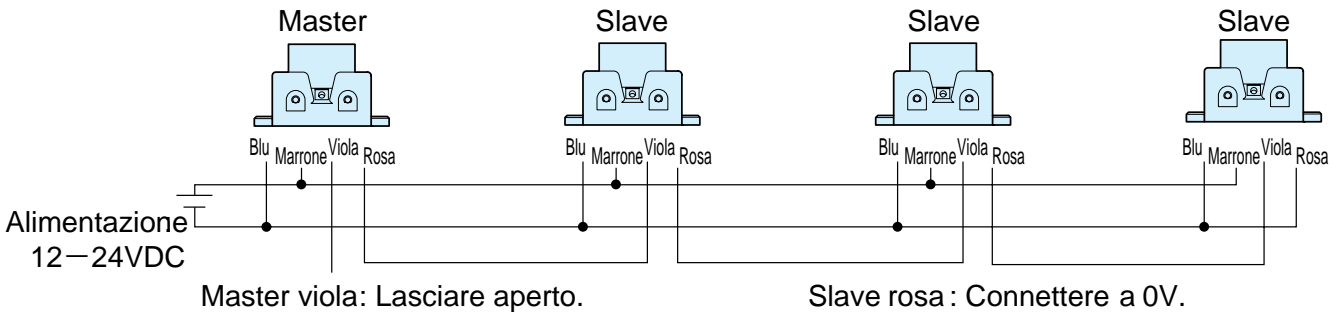 Master Slave Slave Slave
Blu Marrone Viola Rosa Blu Marrone Viola Rosa Blu Marrone Viola Rosa Blu Marrone Viola Rosa
Alimentazione
12－24VDC
Master viola: Lasciare aperto. Slave rosa: Connettere a 0V.